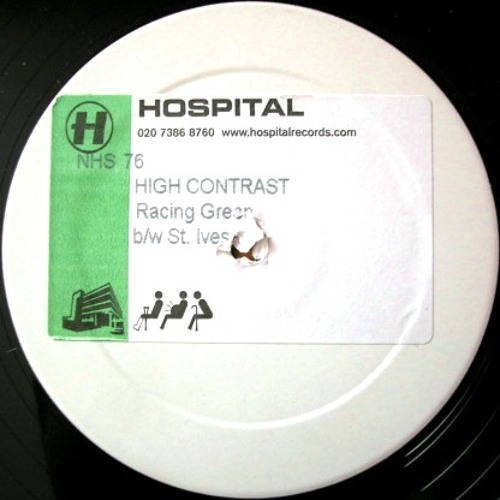 H
HOSPITAL
020 7386 8760 www.hospitalrecords.com
NHS 76
HIGH CONTRAST
Racing Green
b/w St. Ives